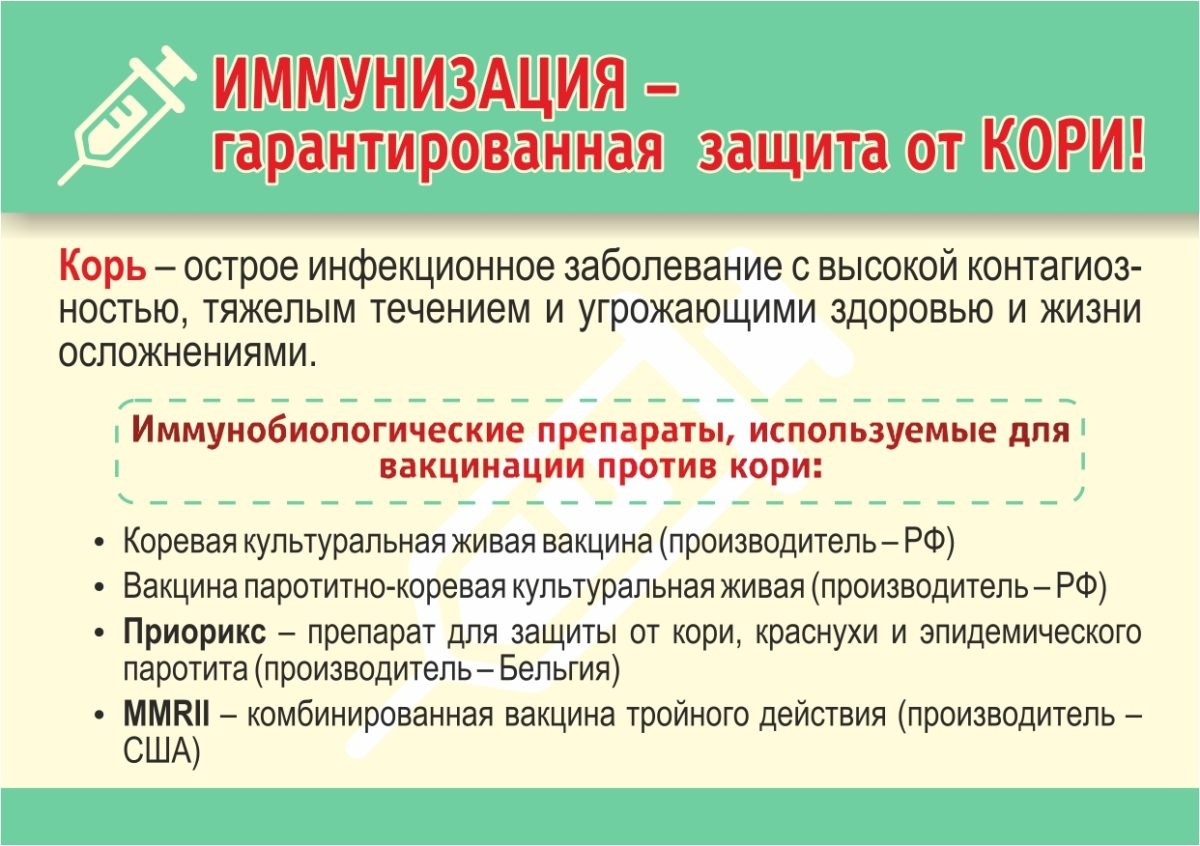 ИММУНИЗАЦИЯ –
гарантированная защита от КОРИ!
Корь – острое инфекционное заболевание с высокой контагиоз-
ностью, тяжелым течением и угрожающими здоровью и жизни
осложнениями.
Иммунобиологические препараты, используемые для
вакцинации против кори:
• Коревая культуральная живая вакцина (производитель – РФ)
• Вакцина паротитно-коревая культуральная живая (производитель – РФ)
• Приорикс – препарат для защиты от кори, краснухи и эпидемического
паротита (производитель – Бельгия)
• MMRII – комбинированная вакцина тройного действия (производитель –
США)